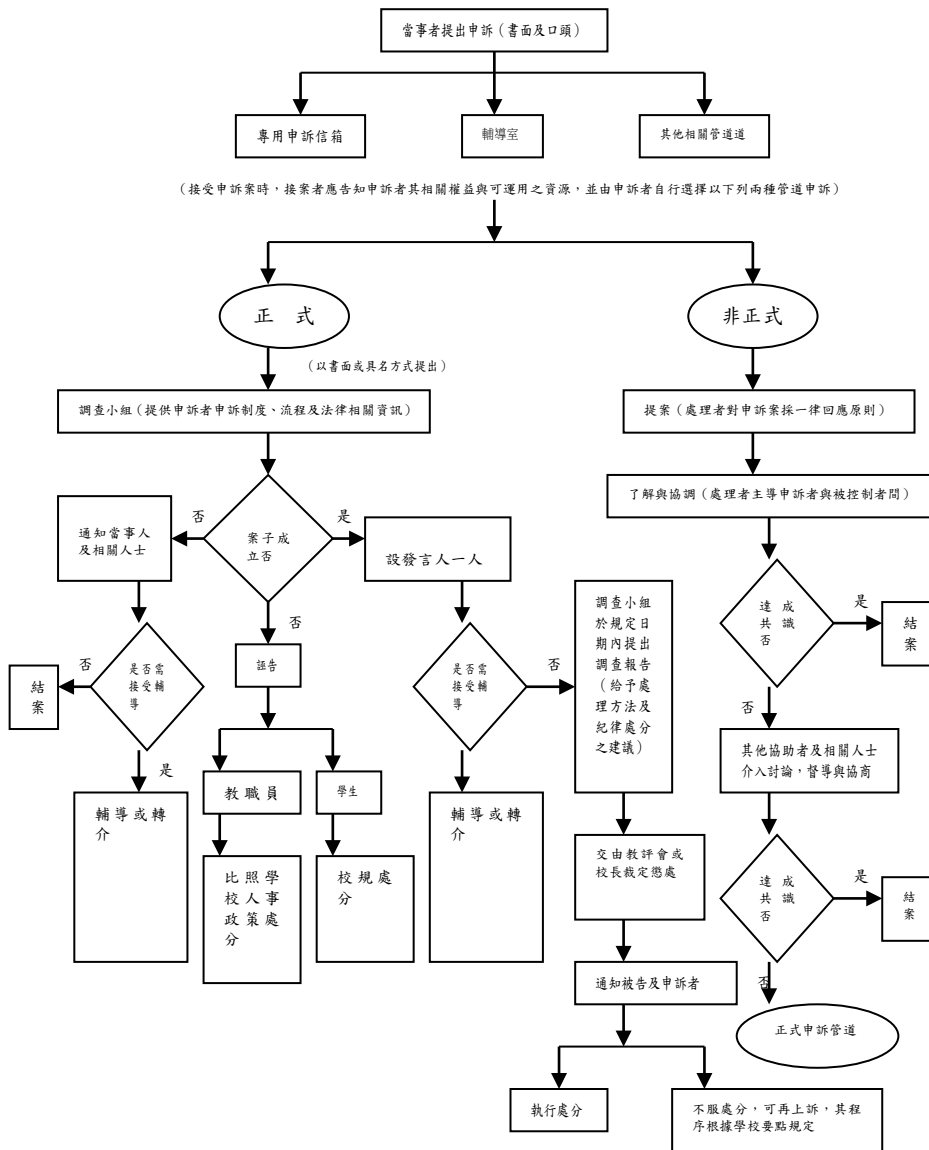 當事者提出申訴（書面及口頭）
專用申訴信箱
輔導室
其他相關管道道
（接受申訴案時，接案者應告知申訴者其相關權益與可運用之資源，並由申訴者自行選擇以下列兩種管道申訴）
正　式
非正式
（以書面或具名方式提出）
調查小組（提供申訴者申訴制度、流程及法律相關資訊）
提案（處理者對申訴案採一律回應原則）
了解與協調（處理者主導申訴者與被控制者間）
通知當事人
及相關人士
否
案子成
立否
是
設發言人一人
調查小組
於規定日
期內提出
調查報告
（給予處
理方法及
紀律處分
之建議）
達 成
共 識
否
是
結
案
否
誣告
結
案
否
是否需
接受輔
導
是
是否需
接受輔
導
否
否
其他協助者及相關人士
介入討論，督導與協商
教職員
學生
輔導或轉
介
比照學
校人事
政策處
分
校規處
分
輔導或轉
介
交由教評會或
校長裁定懲處
達 成
共 識
否
是
結
案
否
通知被告及申訴者
正式申訴管道
執行處分
不服處分，可再上訴，其程
序根據學校要點規定